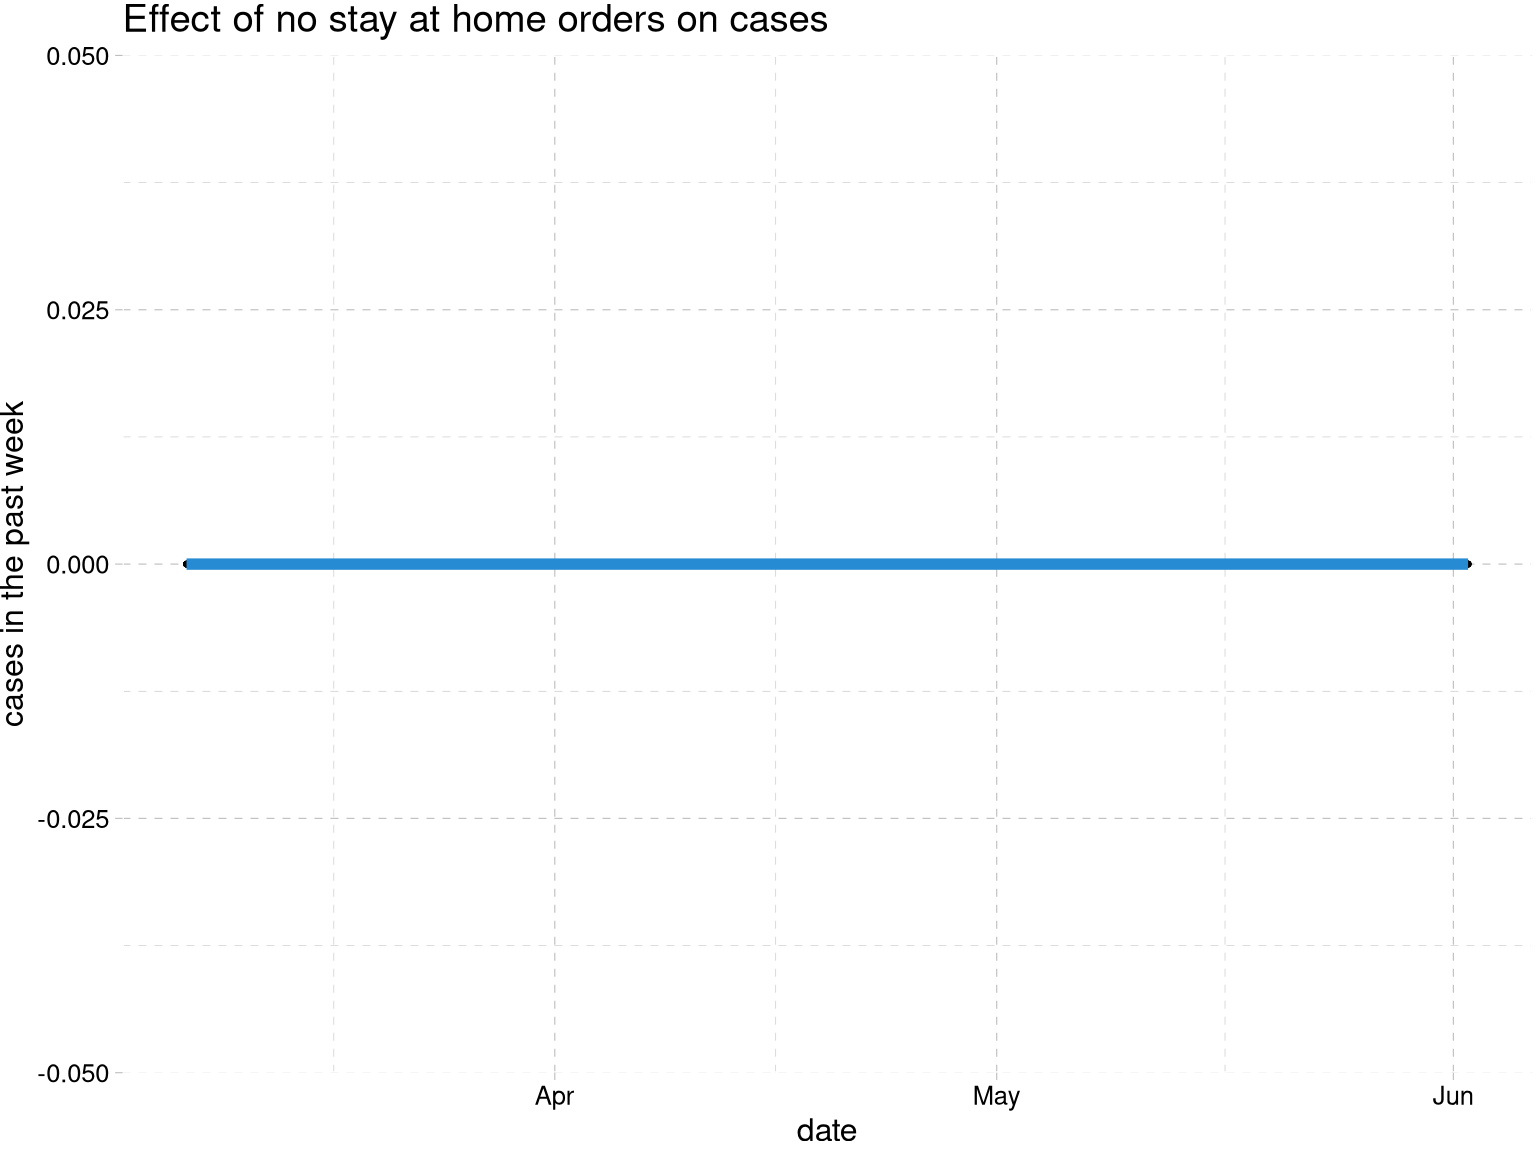 Effect of no stay at home orders on cases
0.050
0.025
0.000
-0.025
-0.050
cases in the past week
Apr
May
Jun
date